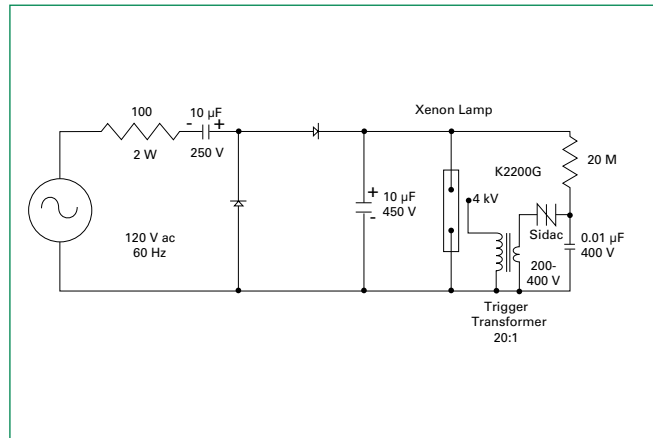 Xenon Lamp
100
2 W
- 10 µF +
250 V
120 V ac
60 Hz
+
10 µF
450 V
-
4 kV
K2200G
20 M
Sidac
0.01 µF
400 V
200-
400 V
Trigger
Transformer
20:1